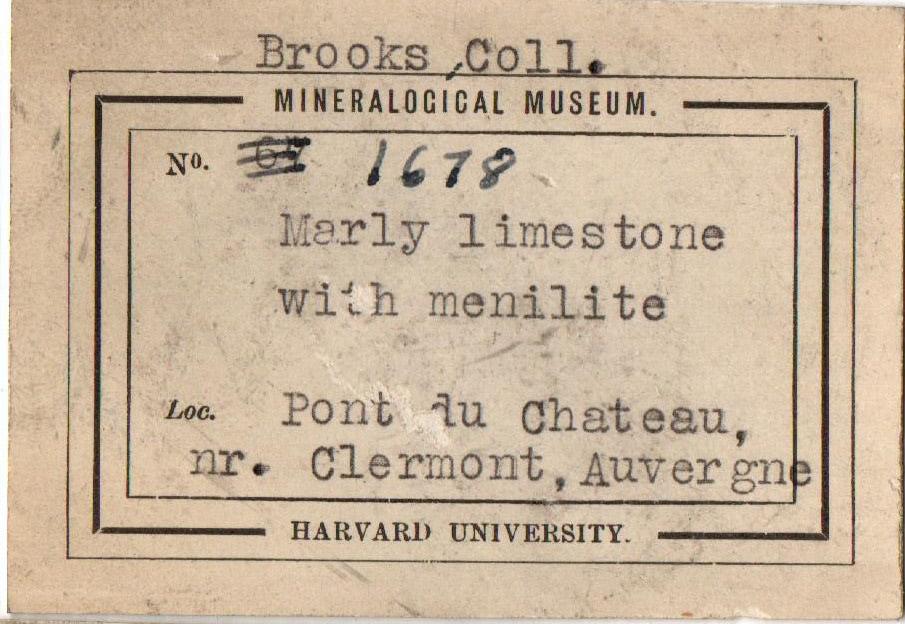 Brooks Coll.
MINERALOGICAL MUSEUM.
No. 67 1678
Marly limestone
with menilite
Loc. Pont du Chateau,
nr. Clermont, Auvergne
HARVARD UNIVERSITY.